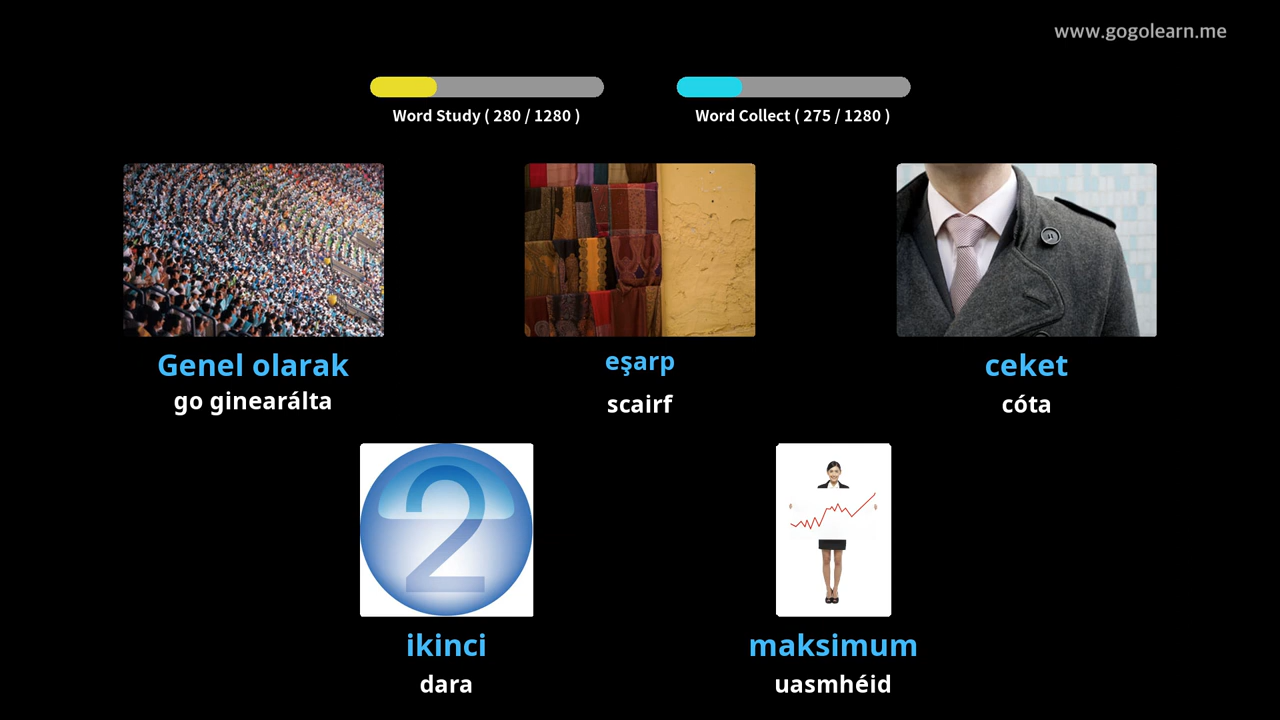 www.gogolearn.me
Word Study ( 280 / 1280 )
Word Collect ( 275 / 1280 )
Genel olarak
go ginearálta
eşarp
scairf
ceket
cóta
2
ikinci
dara
maksimum
uasmhéid